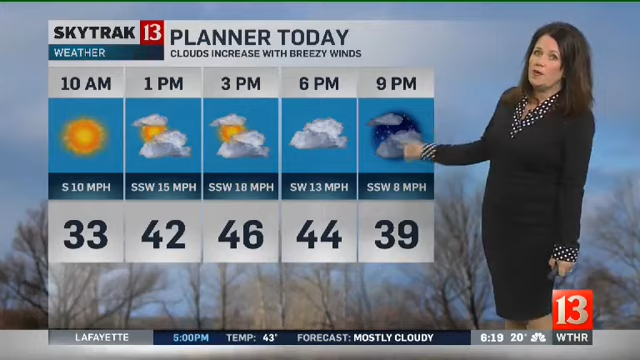 SKYTRAK 13
WEATHER
PLANNER TODAY
CLOUDS INCREASE WITH BREEZY WINDS
10 AM 1 PM 3 PM 6 PM 9 PM
S 10 MPH SSW 15 MPH SSW 18 MPH SW 13 MPH SSW 8 MPH
33 42 46 44 39
13
LAFAYETTE 5:00PM TEMP: 43° FORECAST: MOSTLY CLOUDY 6:19 20° WTHR